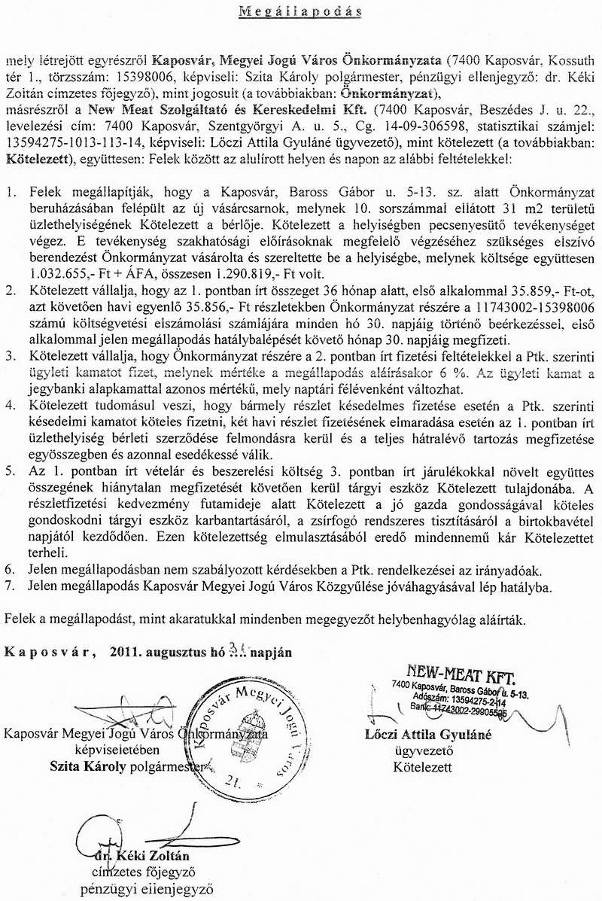 Megállapodás
mely létrejött egyrészről Kaposvár, Megyei Jogú Város Önkormányzata (7400 Kaposvár, Kossuth
tér 1., törzsszám: 15398006, képviseli: Szita Károly polgármester, pénzügyi ellenjegyző: dr. Kéki
Zoltán címzetes főjegyző), mint jogosult (a továbbiakban: Önkormányzat),
másrészről a New Meat Szolgáltató és Kereskedelmi Kft. (7400 Kaposvár, Beszédes J. u. 22.,
levelezési cím: 7400 Kaposvár, Szentgyörgyi A. u. 5., Cg. 14-09-306598, statisztikai számjel:
13594275-1013-113-14, képviseli: Lőczi Attila Gyuláné ügyvezető), mint kötelezett (a továbbiakban:
Kötelezett), együttesen: Felek között az alulírott helyen és napon az alábbi feltételekkel:
1. Felek megállapítják, hogy a Kaposvár, Baross Gábor u. 5-13. sz. alatt Önkormányzat
beruházásában felépült az új vásárcsarnok, melynek 10. sorszámmal ellátott 31 m2 területű
üzlethelyiségének Kötelezett a bérlője. Kötelezett a helyiségben pecsenyesütő tevékenységet
végez. E tevékenység szakhatósági előírásoknak megfelelő végzéséhez szükséges elszívó
berendezést Önkormányzat vásárolta és szereltette be a helyiségbe, melynek költsége együttesen
1.032.655,- Ft + ÁFA, összesen 1.290.819,- Ft volt.
2. Kötelezett vállalja, hogy az 1. pontban írt összeget 36 hónap alatt, első alkalommal 35.859,- Ft-ot,
azt követően havi egyenlő 35.856,- Ft részletekben Önkormányzat részére a 11743002-15398006
számú költségvetési elszámolási számlájára minden hó 30. napjáig történő beérkezéssel, első
alkalommal jelen megállapodás hatálybalépését követő hónap 30. napjáig megfizeti.
3. Kötelezett vállalja, hogy Önkormányzat részére a 2. pontban írt fizetési feltételekkel a Ptk. szerinti
ügyleti kamatot fizet, melynek mértéke a megállapodás aláírásakor 6 %. Az ügyleti kamat a
jegybanki alapkamattal azonos mértékű, mely naptári félévenként változhat.
4. Kötelezett tudomásul veszi, hogy bármely részlet késedelmes fizetése esetén a Ptk. szerinti
késedelmi kamatot köteles fizetni, két havi részlet fizetésének elmaradása esetén az 1. pontban írt
üzlethelyiség bérleti szerződése felmondásra kerül és a teljes hátralévő tartozás megfizetése
egyösszegben és azonnal esedékessé válik.
5. Az 1. pontban írt vételár és beszerelési költség 3. pontban írt járulékokkal növelt együttes
összegének hiánytalan megfizetését követően kerül tárgyi eszköz Kötelezett tulajdonába. A
részletfizetési kedvezmény futamideje alatt Kötelezett a jó gazda gondosságával köteles
gondoskodni tárgyi eszköz karbantartásáról, a zsírfogó rendszeres tisztításáról a birtokbavétel
napjától kezdődően. Ezen kötelezettség elmulasztásából eredő mindennemű kár Kötelezettet
terheli.
6. Jelen megállapodásban nem szabályozott kérdésekben a Ptk. rendelkezései az irányadóak.
7. Jelen megállapodás Kaposvár Megyei Jogú Város Közgyűlése jóváhagyásával lép hatályba.
Felek a megállapodást, mint akaratukkal mindenben megegyezőt helybenhagyólag aláírták.
Kaposvár, 2011. augusztus hó napján
NEW-MEAT KFT.
7400 Kaposvár, Baross Gábor u. 5-13.
Adószám: 13594275-2-14
Bank:
Kaposvár Megyei Jogú Város
21.
Kaposvár Megyei Jogú Város Önkormányzata
képviseletében
Szita Károly polgármester
Lőczi Attila Gyuláné
ügyvezető
Kötelezett
dr. Kéki Zoltán
címzetes főjegyző
pénzügyi ellenjegyző